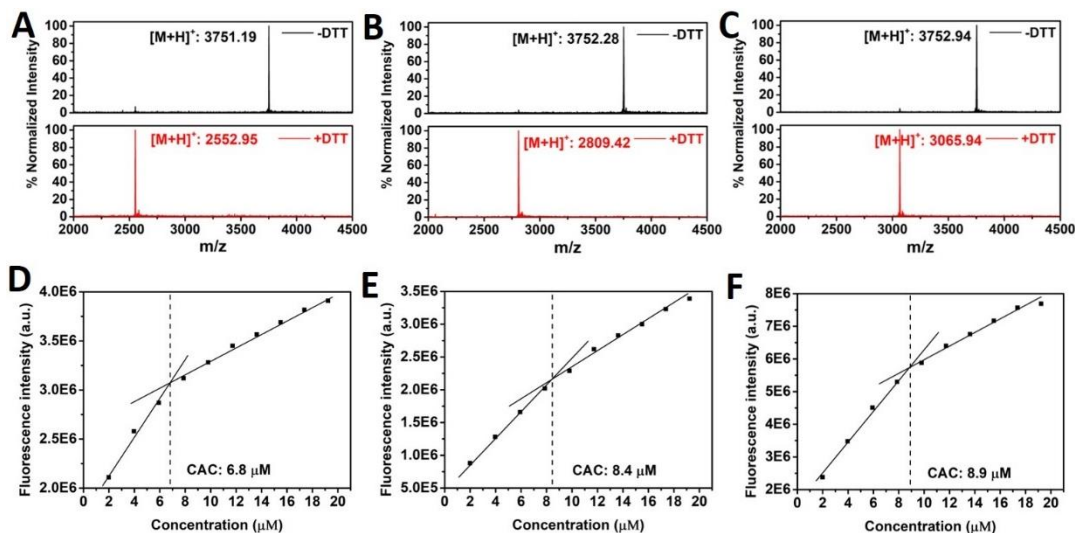 A
[M+H]+: 3751.19
-DTT
100
80
60
40
20
0
[M+H]+: 2552.95
+DTT
100
80
60
40
20
0
2000 2500 3000 3500 4000 4500
m/z
% Normalized Intensity
B
[M+H]+: 3752.28
-DTT
100
80
60
40
20
0
[M+H]+: 2809.42
+DTT
100
80
60
40
20
0
2000 2500 3000 3500 4000 4500
m/z
% Normalized Intensity
C
[M+H]+: 3752.94
-DTT
100
80
60
40
20
0
[M+H]+: 3065.94
+DTT
100
80
60
40
20
0
2000 2500 3000 3500 4000 4500
m/z
% Normalized Intensity
D
4.0E6
3.5E6
3.0E6
2.5E6
2.0E6
Fluorescence intensity (a.u.)
CAC: 6.8 μM
0 2 4 6 8 10 12 14 16 18 20
Concentration (μM)
E
3.5E6
3.0E6
2.5E6
2.0E6
1.5E6
1.0E6
5.0E5
Fluorescence intensity (a.u.)
CAC: 8.4 μM
0 2 4 6 8 10 12 14 16 18 20
Concentration (μM)
F
8E6
7E6
6E6
5E6
4E6
3E6
2E6
Fluorescence intensity (a.u.)
CAC: 8.9 μM
0 2 4 6 8 10 12 14 16 18 20
Concentration (μM)